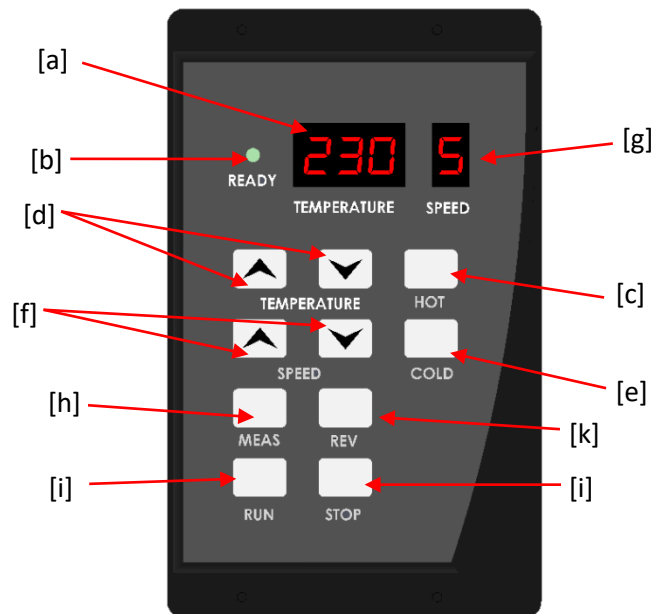 [a]
230 5
[g]
[b]
READY
TEMPERATURE SPEED
[d]
[c]
TEMPERATURE HOT
[f]
SPEED COLD
[e]
[h]
MEAS REV
[k]
[i]
[i]
RUN STOP